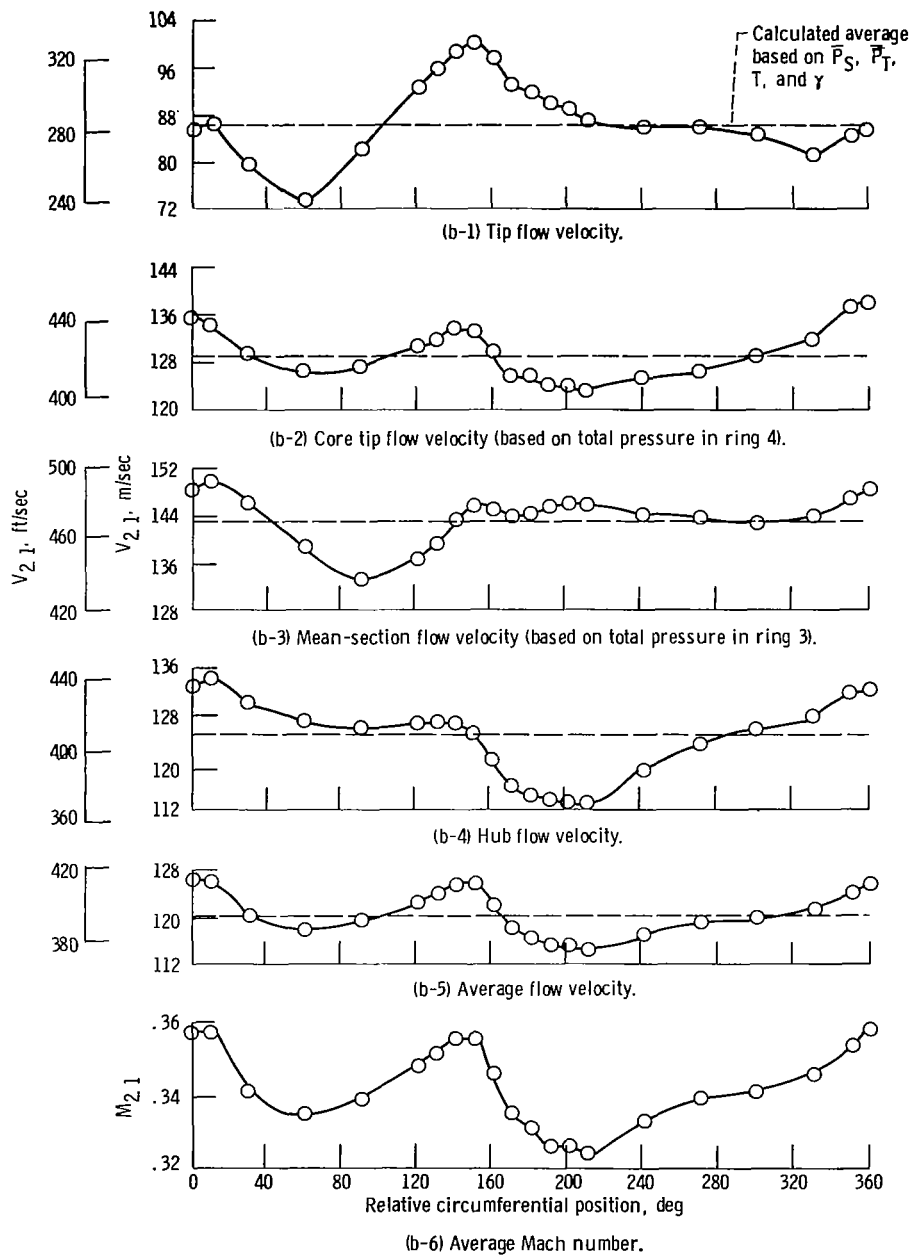 104
96
88
80
72
320
280
240
Calculated average
based on P̅S, P̅T,
T, and γ
(b-1) Tip flow velocity.
144
136
128
120
440
400
(b-2) Core tip flow velocity (based on total pressure in ring 4).
V2.1, ft/sec
V2.1, m/sec
500
460
420
152
144
136
128
(b-3) Mean-section flow velocity (based on total pressure in ring 3).
440
400
360
136
128
120
112
(b-4) Hub flow velocity.
420
380
128
120
112
(b-5) Average flow velocity.
M2.1
.36
.34
.32
0 40 80 120 160 200 240 280 320 360
Relative circumferential position, deg
(b-6) Average Mach number.